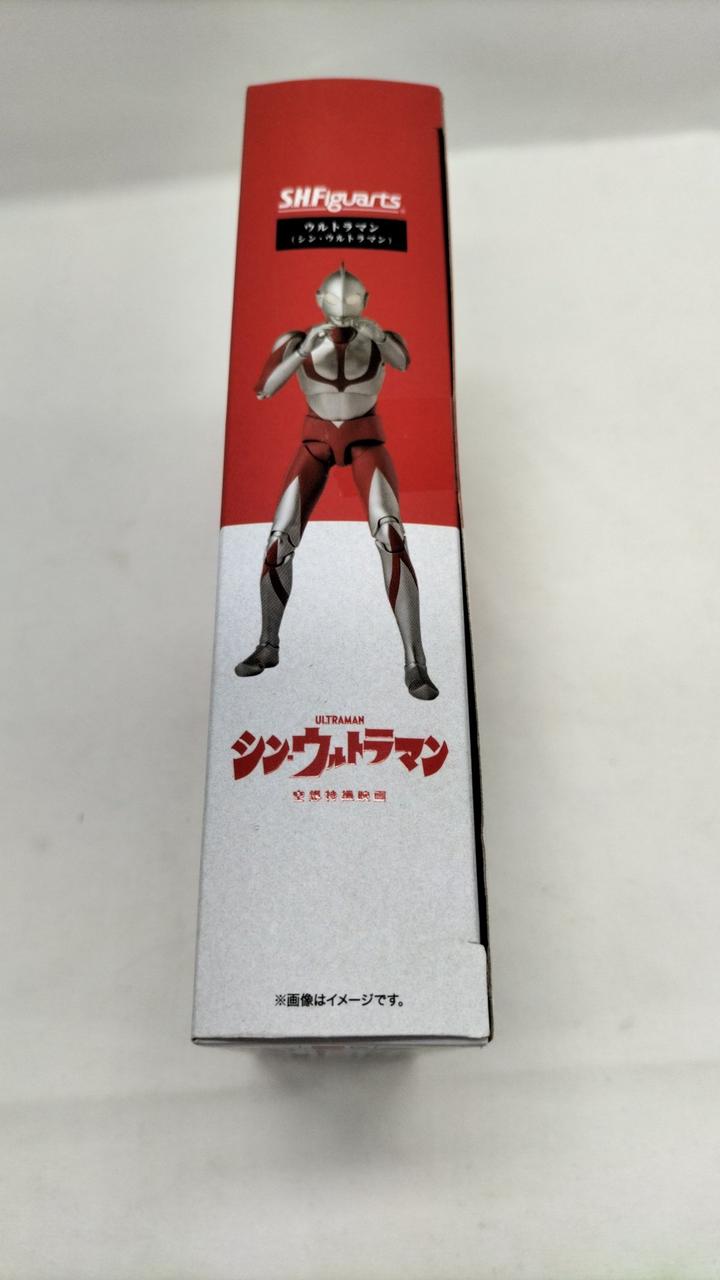 S.H.Figuarts
ウルトラマン
(シン・ウルトラマン)
ULTRAMAN
シン・ウルトラマン
空想特撮映画
※画像はイメージです。